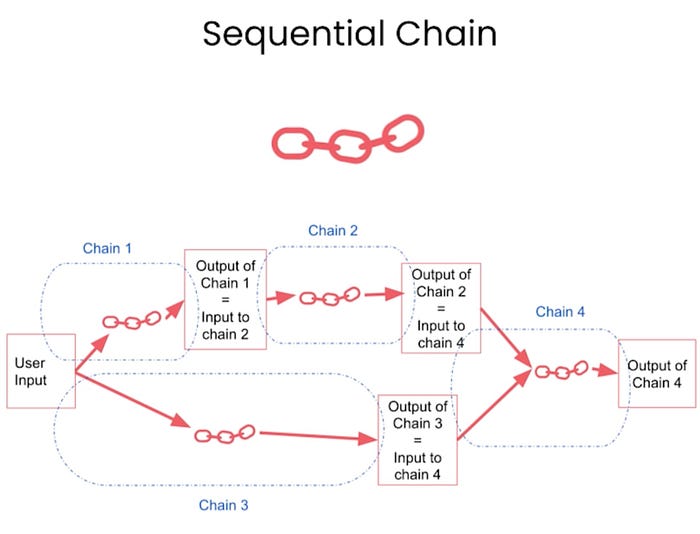 Sequential Chain
Chain 1
Chain 2
Output of
Chain 1
=
Input to
chain 2
Output of
Chain 2
=
Input to
chain 4
Chain 4
User
Input
Output of
Chain 4
Output of
Chain 3
=
Input to
chain 4
Chain 3